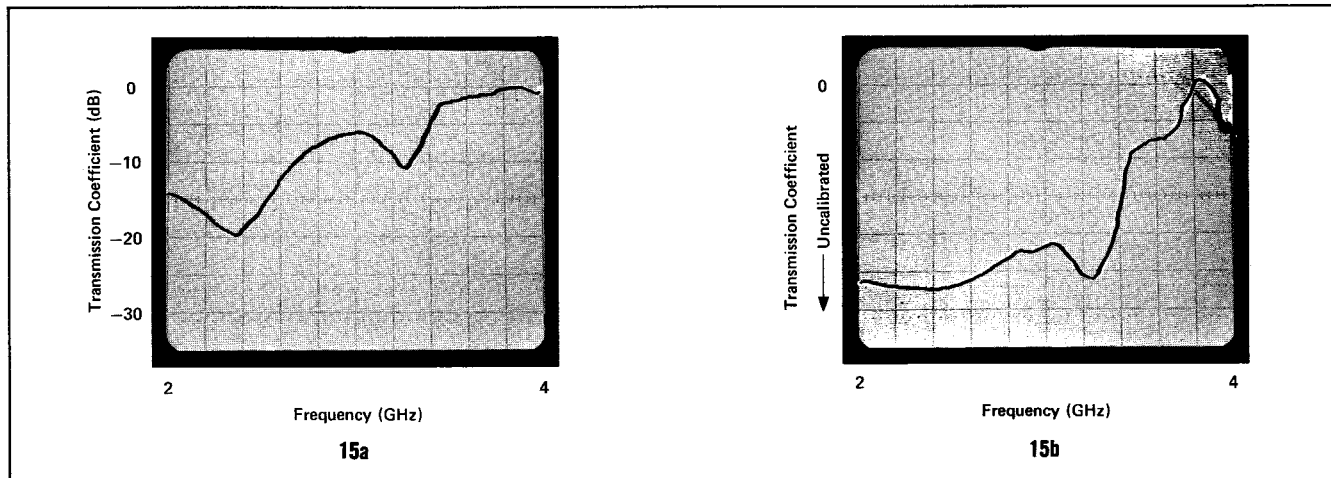 Transmission Coefficient (dB)
0
−10
−20
−30
2
4
Frequency (GHz)
15a
Transmission Coefficient
Uncalibrated
0
2
4
Frequency (GHz)
15b